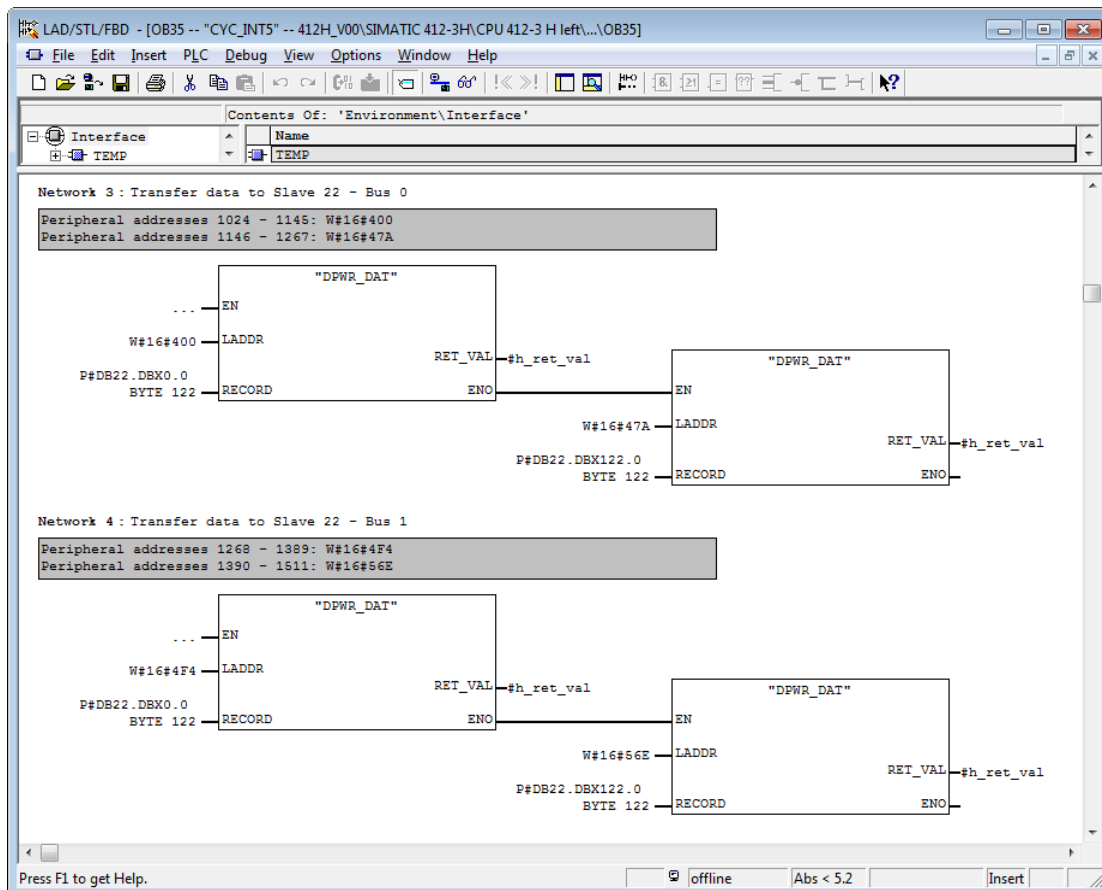 LAD/STL/FBD - [OB35 -- "CYC_INT5" -- 412H_V00\SIMATIC 412-3H\CPU 412-3 H left\...\OB35]
File Edit Insert PLC Debug View Options Window Help
Contents Of: 'Environment\Interface'
Interface
Name
TEMP
TEMP
Network 3 : Transfer data to Slave 22 - Bus 0
Peripheral addresses 1024 - 1145: W#16#400
Peripheral addresses 1146 - 1267: W#16#47A
"DPWR_DAT"
... EN
W#16#400 LADDR
RET_VAL #h_ret_val
P#DB22.DBX0.0
BYTE 122 RECORD ENO
"DPWR_DAT"
EN
W#16#47A LADDR
RET_VAL #h_ret_val
P#DB22.DBX122.0
BYTE 122 RECORD ENO
Network 4 : Transfer data to Slave 22 - Bus 1
Peripheral addresses 1268 - 1389: W#16#4F4
Peripheral addresses 1390 - 1511: W#16#56E
"DPWR_DAT"
... EN
W#16#4F4 LADDR
RET_VAL #h_ret_val
P#DB22.DBX0.0
BYTE 122 RECORD ENO
"DPWR_DAT"
EN
W#16#56E LADDR
RET_VAL #h_ret_val
P#DB22.DBX122.0
BYTE 122 RECORD ENO
Press F1 to get Help. offline Abs < 5.2 Insert